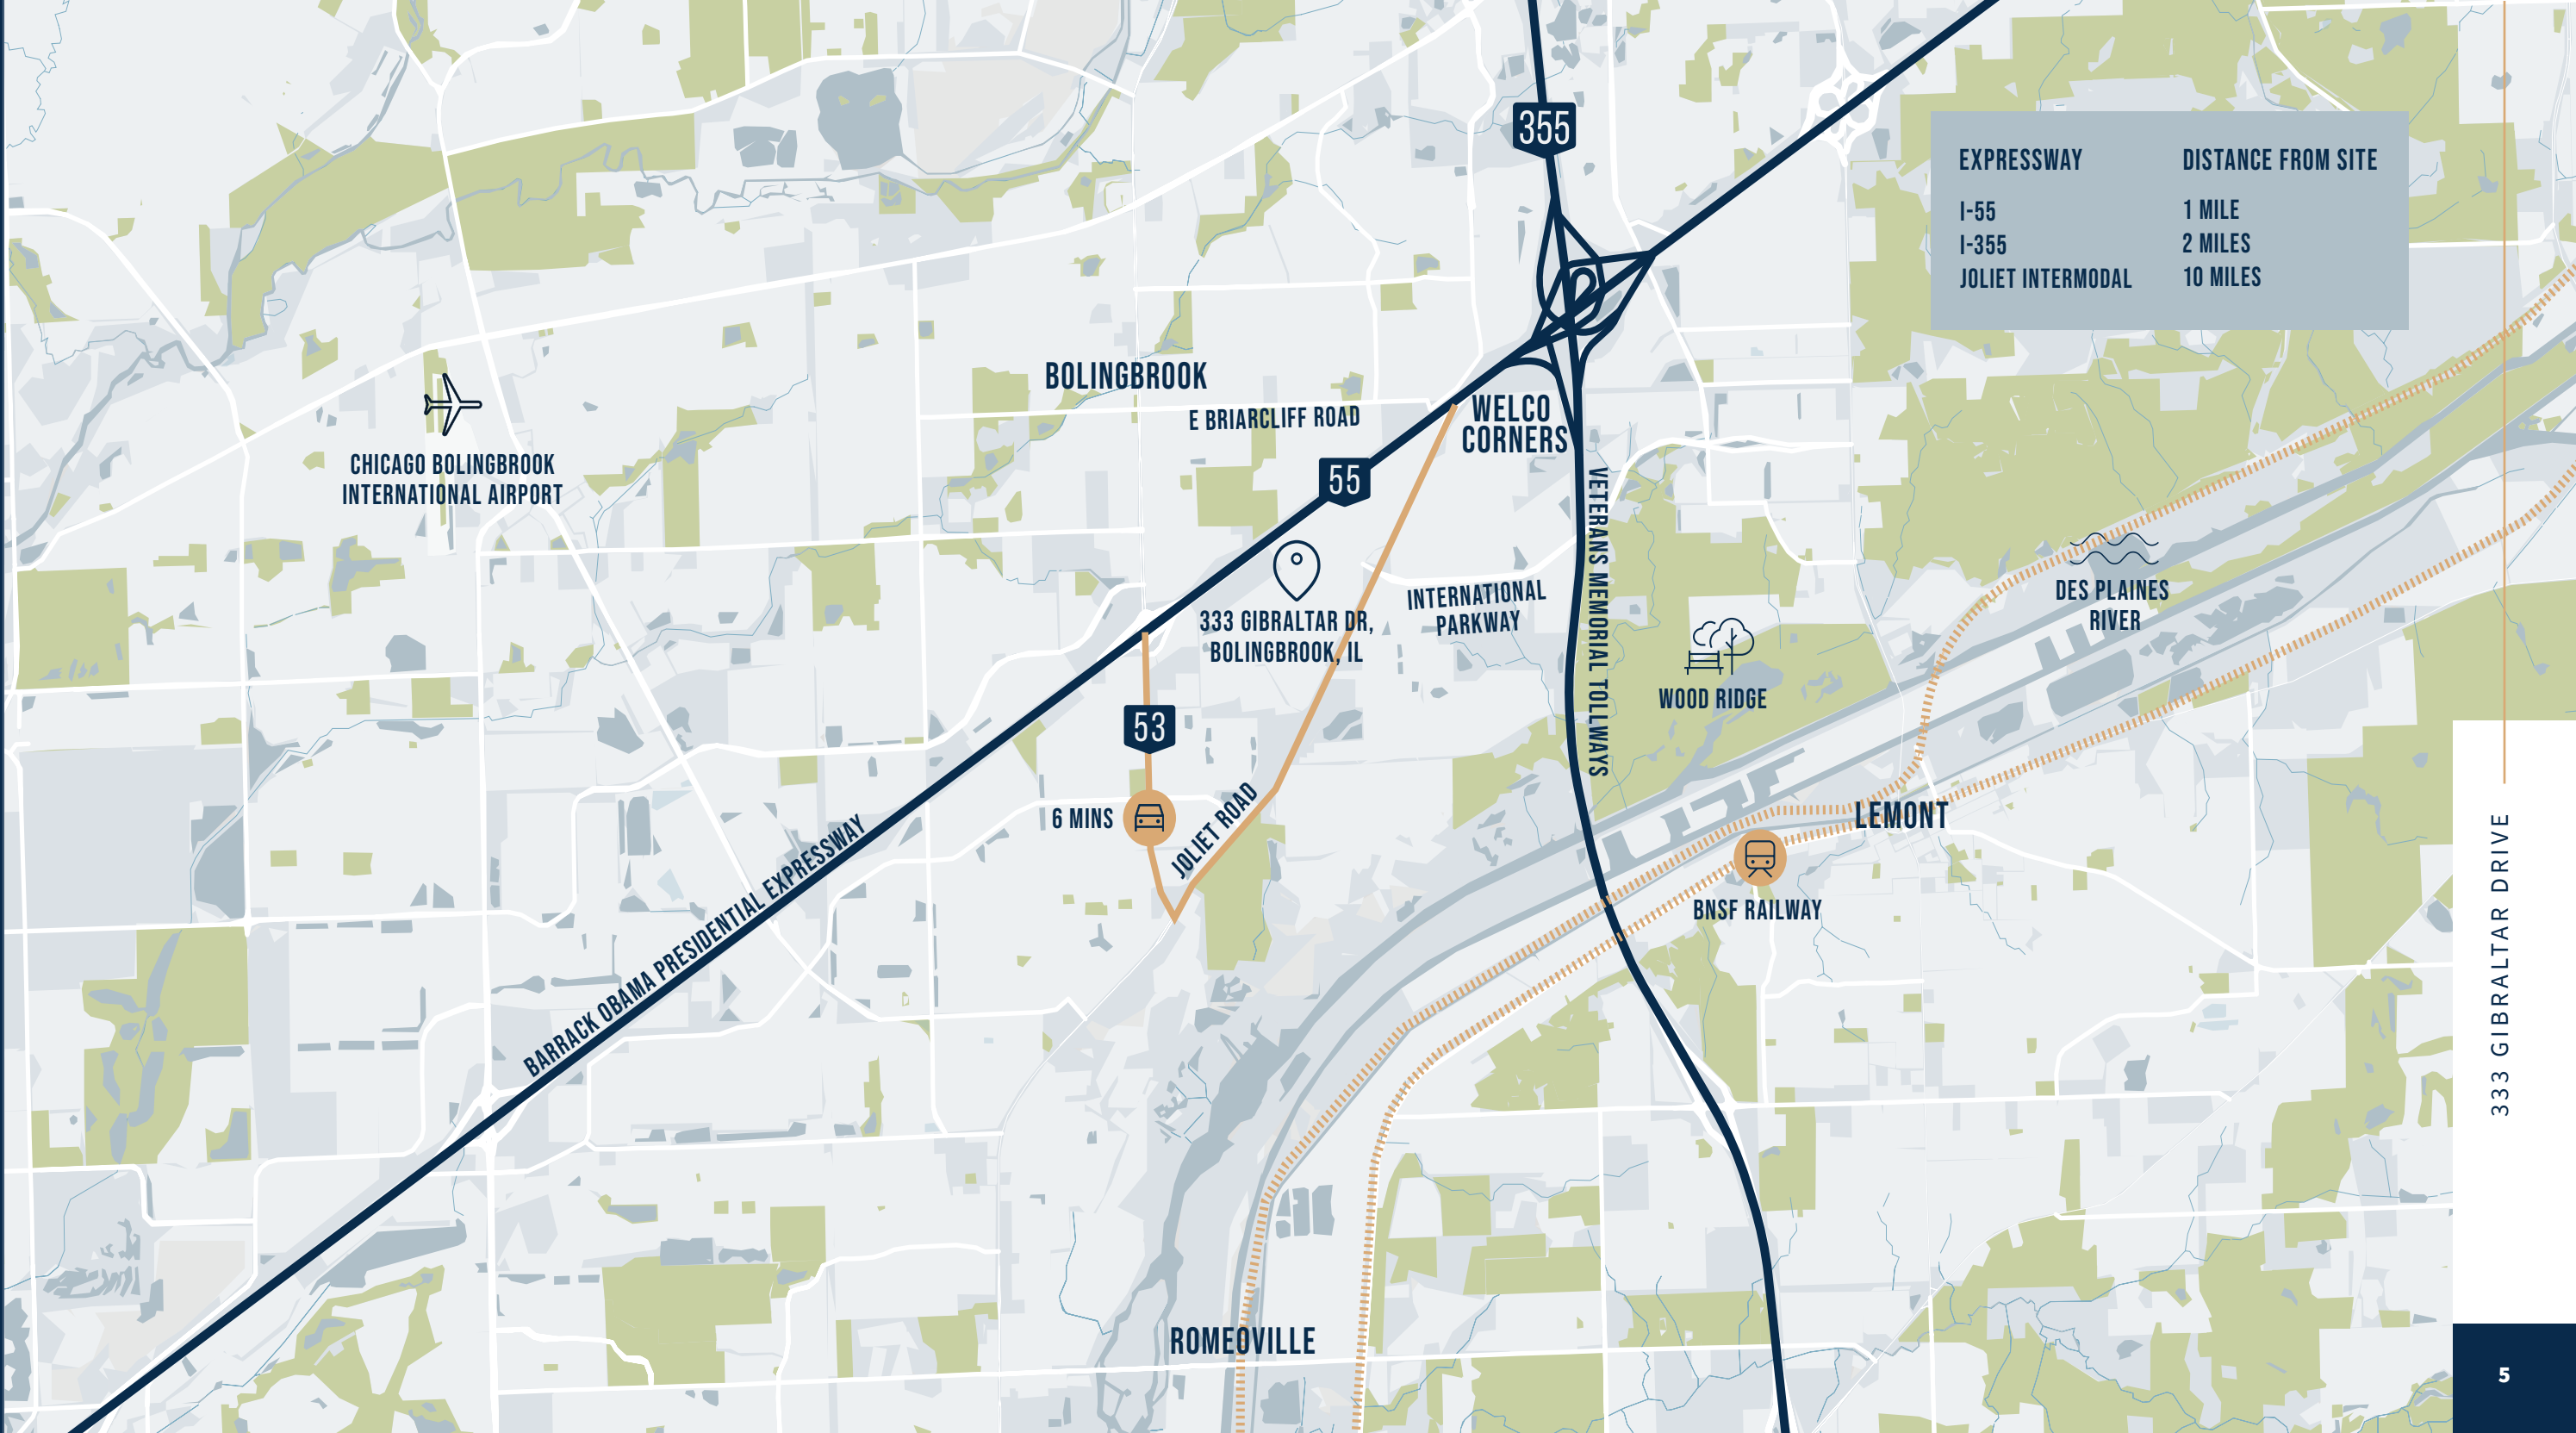 355
EXPRESSWAY DISTANCE FROM SITE
I-55 1 MILE
I-355 2 MILES
JOLIET INTERMODAL 10 MILES
BOLINGBROOK
E BRIARCLIFF ROAD
WELCO
CORNERS
CHICAGO BOLINGBROOK
INTERNATIONAL AIRPORT
55
VETERANS MEMORIAL TOLLWAYS
333 GIBRALTAR DR,
BOLINGBROOK, IL
INTERNATIONAL
PARKWAY
DES PLAINES
RIVER
WOOD RIDGE
53
6 MINS
JOLIET ROAD
LEMONT
BNSF RAILWAY
BARRACK OBAMA PRESIDENTIAL EXPRESSWAY
ROMEOVILLE
333 GIBRALTAR DRIVE
5